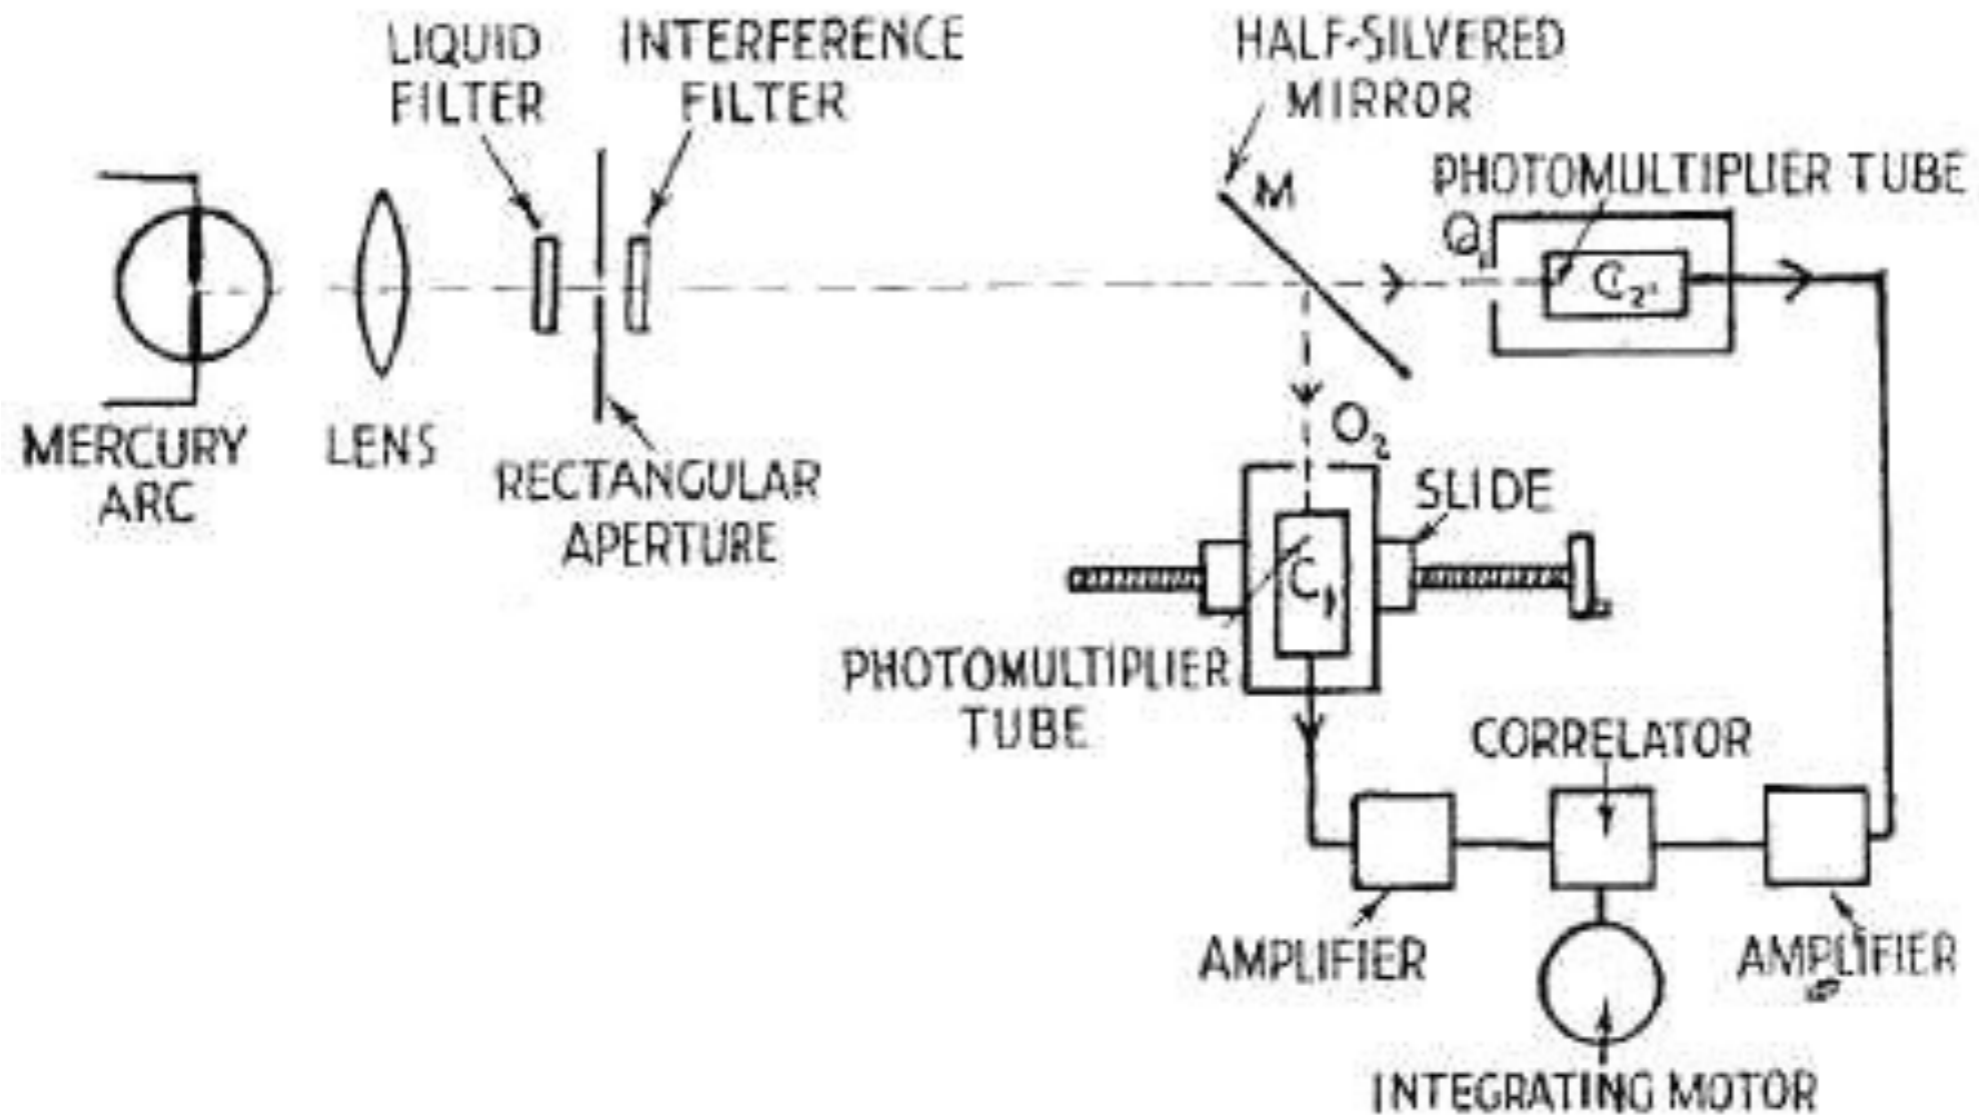 LIQUID
FILTER
INTERFERENCE
FILTER
HALF-SILVERED
MIRROR
M
PHOTOMULTIPLIER TUBE
C₂
MERCURY
ARC
LENS
RECTANGULAR
APERTURE
O₂
SLIDE
C₁
PHOTOMULTIPLIER
TUBE
CORRELATOR
AMPLIFIER
AMPLIFIER
INTEGRATING MOTOR